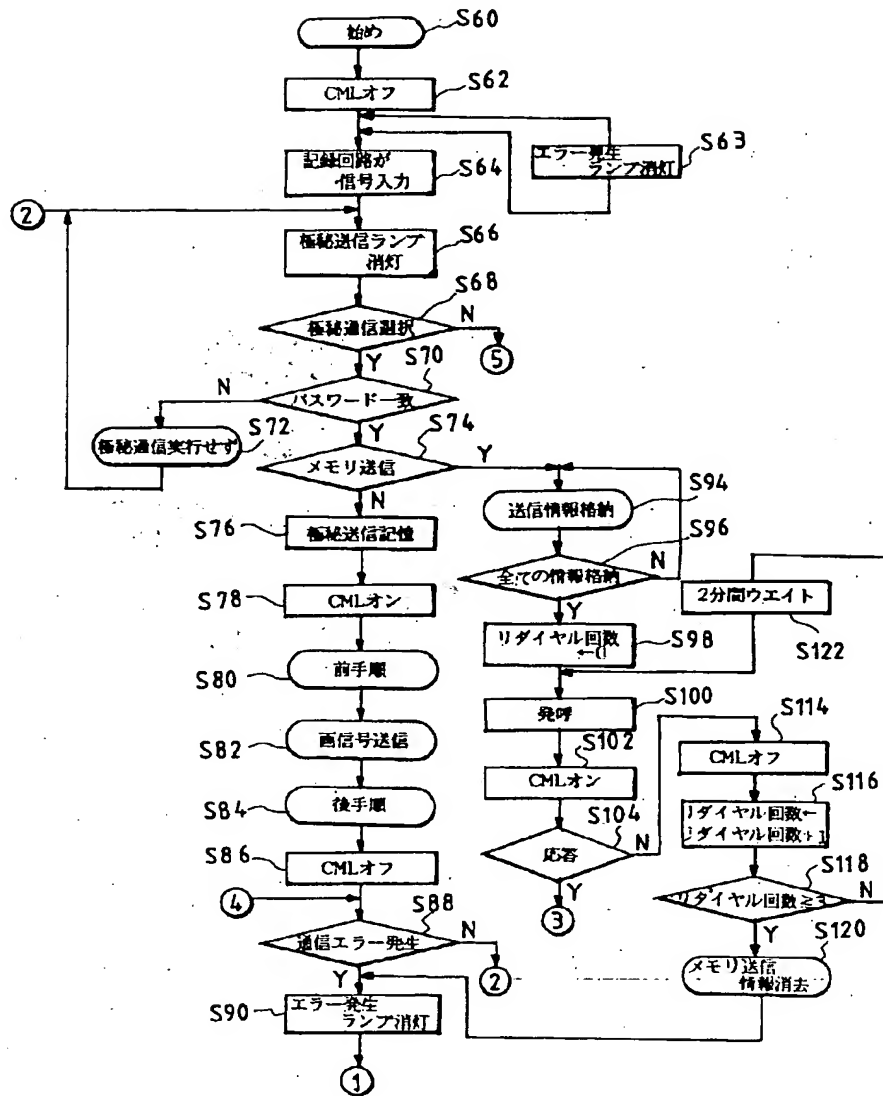 始め
S60
CMLオフ
S62
エラー発生
ランプ消灯
S63
記録回路が
信号入力
S64
②
極秘送信ランプ
消灯
S66
極秘通信選択
S68
N
⑤
Y
パスワード一致
S70
N
極秘通信実行せず
S72
Y
メモリ送信
S74
Y
N
極秘送信記憶
S76
CMLオン
S78
前手順
S80
画信号送信
S82
後手順
S84
CMLオフ
S86
④
通信エラー発生
S88
N
②
Y
エラー発生
ランプ消灯
S90
①
送信情報格納
S94
全ての情報格納
S96
N
Y
リダイヤル回数
←0
S98
2分間ウエイト
S122
発呼
S100
CMLオン
S102
応答
S104
N
Y
③
CMLオフ
S114
リダイヤル回数←
リダイヤル回数+1
S116
リダイヤル回数≥3
S118
N
Y
メモリ送信
情報消去
S120